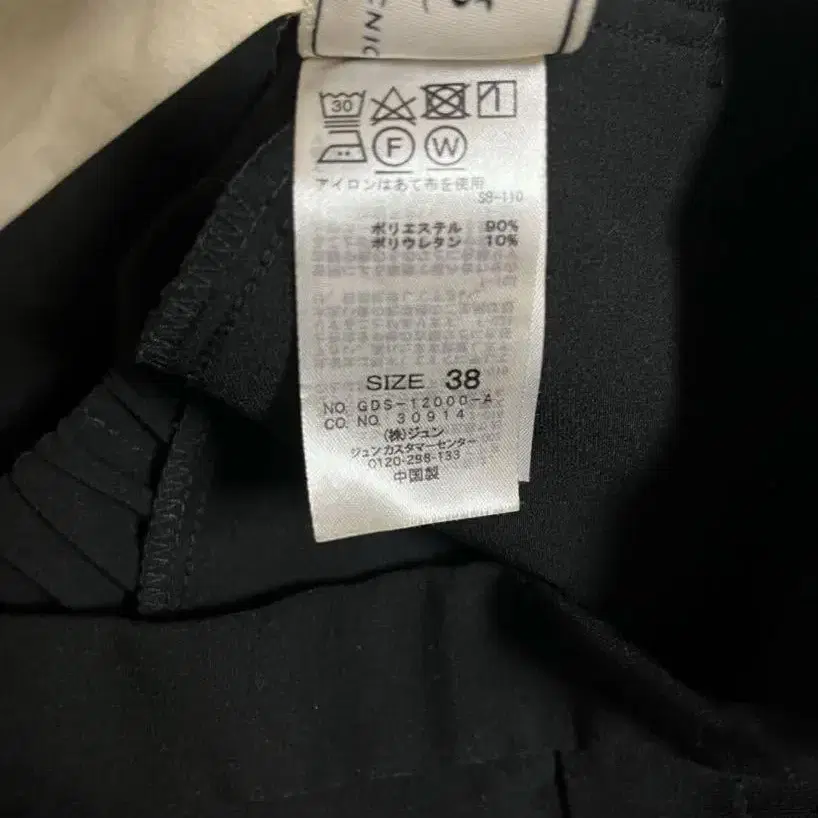 30
F W
アイロンはあて布を使用
S9-110
ポリエステル 90%
ポリウレタン 10%
SIZE 38
NO. GDS-12000-A
CO. NO. 30914
(株)ジュン
ジュンカスタマーセンター
0120-298-133
中国製